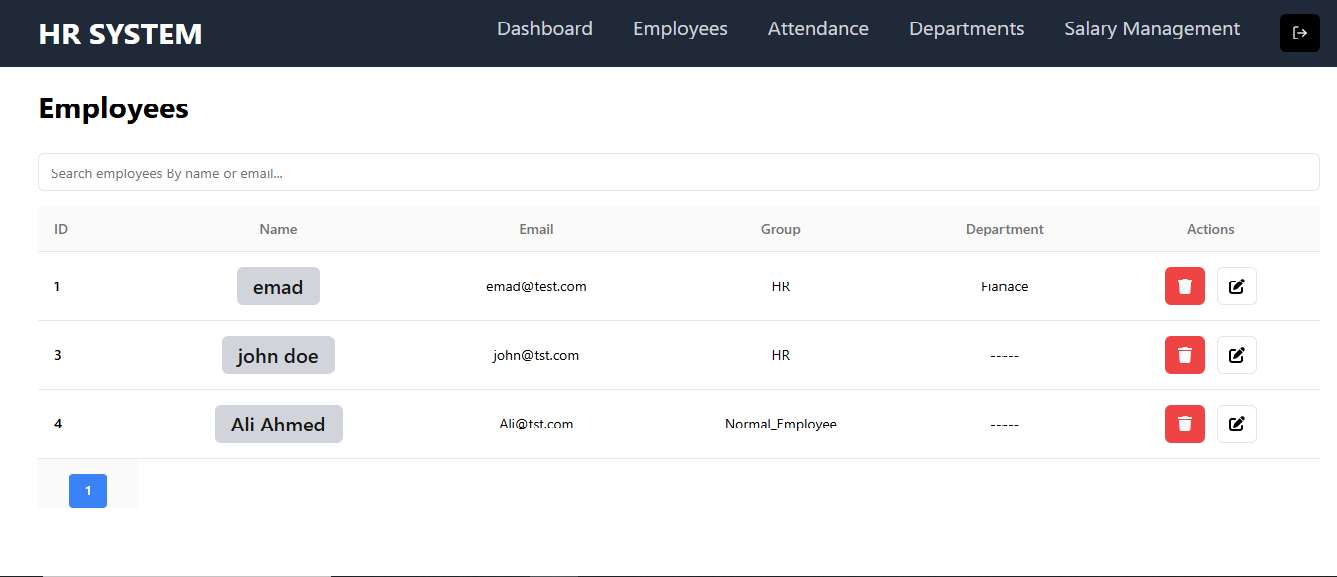 HR SYSTEM Dashboard Employees Attendance Departments Salary Management
Employees
Search employees By name or email...
ID Name Email Group Department Actions
1 emad emad@test.com HR Fianace
3 john doe john@tst.com HR -----
4 Ali Ahmed Ali@tst.com Normal_Employee -----
1